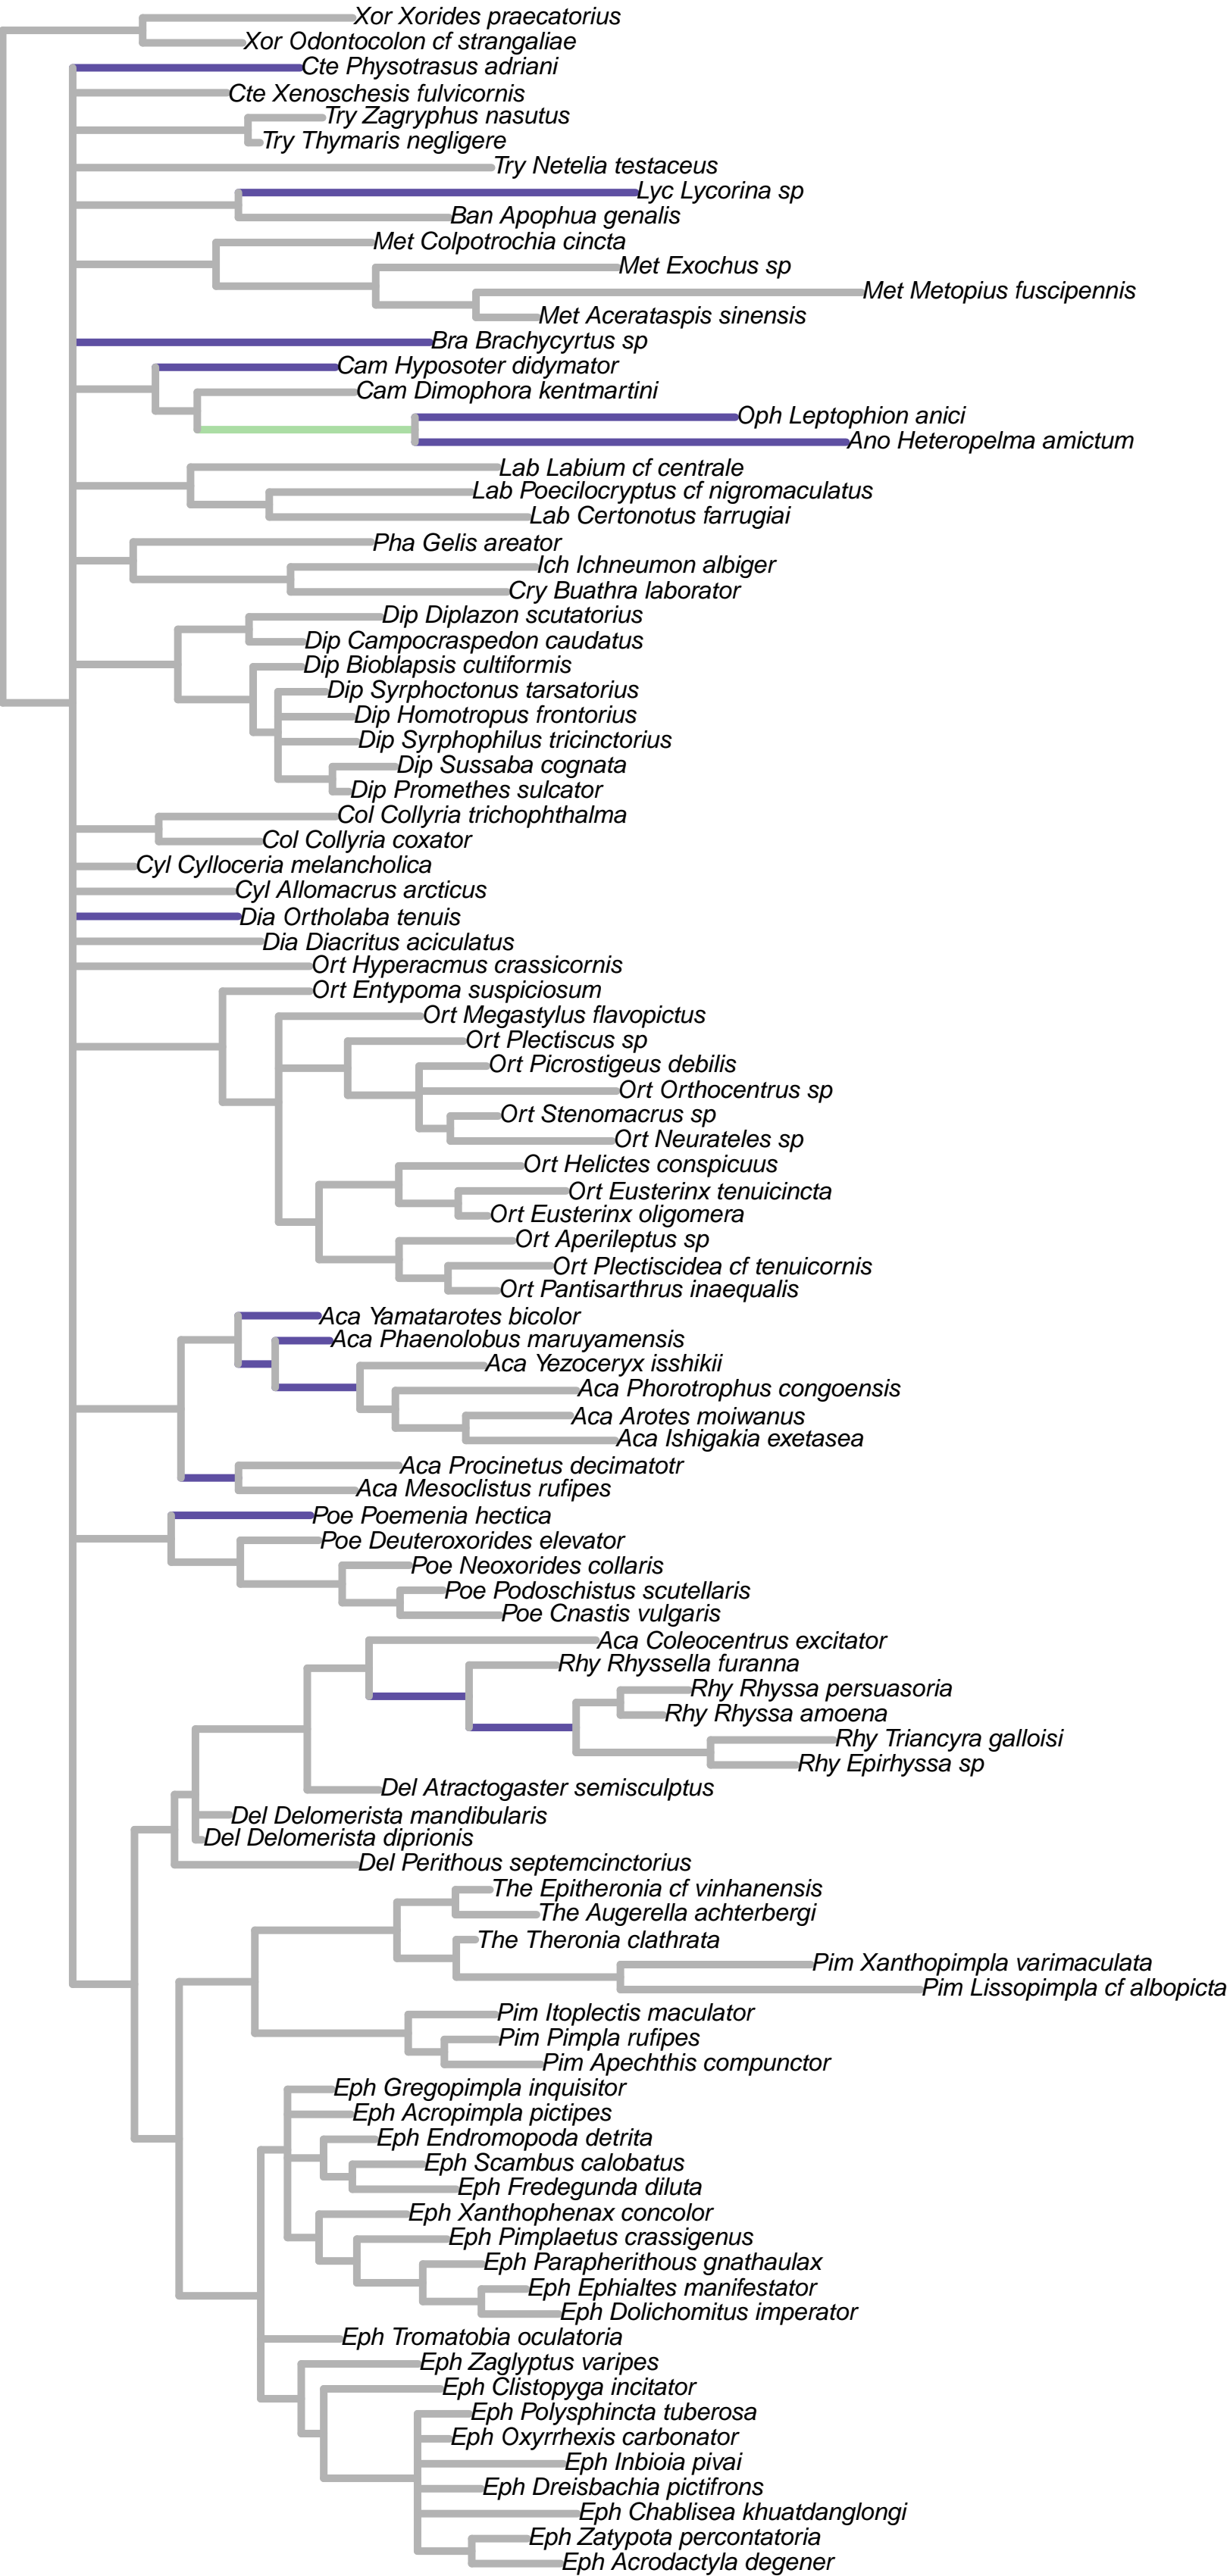 Xor Xorides praecatorius
Xor Odontocolon cf strangaliae
Cte Physotrasus adriani
Cte Xenoschesis fulvicornis
Try Zagryphus nasutus
Try Thymaris negligere
Try Netelia testaceus
Lyc Lycorina sp
Ban Apophua genalis
Met Colpotrochia cincta
Met Exochus sp
Met Metopius fuscipennis
Met Acerataspis sinensis
Bra Brachycyrtus sp
Cam Hyposoter didymator
Cam Dimophora kentmartini
Oph Leptophion anici
Ano Heteropelma amictum
Lab Labium cf centrale
Lab Poecilocryptus cf nigromaculatus
Lab Certonotus farrugiai
Pha Gelis areator
Ich Ichneumon albiger
Cry Buathra laborator
Dip Diplazon scutatorius
Dip Campocraspedon caudatus
Dip Bioblapsis cultiformis
Dip Syrphoctonus tarsatorius
Dip Homotropus frontorius
Dip Syrphophilus tricinctorius
Dip Sussaba cognata
Dip Promethes sulcator
Col Collyria trichophthalma
Col Collyria coxator
Cyl Cylloceria melancholica
Cyl Allomacrus arcticus
Dia Ortholaba tenuis
Dia Diacritus aciculatus
Ort Hyperacmus crassicornis
Ort Entypoma suspiciosum
Ort Megastylus flavopictus
Ort Plectiscus sp
Ort Picrostigeus debilis
Ort Orthocentrus sp
Ort Stenomacrus sp
Ort Neurateles sp
Ort Helictes conspicuus
Ort Eusterinx tenuicincta
Ort Eusterinx oligomera
Ort Aperileptus sp
Ort Plectiscidea cf tenuicornis
Ort Pantisarthrus inaequalis
Aca Yamatarotes bicolor
Aca Phaenolobus maruyamensis
Aca Yezoceryx isshikii
Aca Phorotrophus congoensis
Aca Arotes moiwanus
Aca Ishigakia exetasea
Aca Procinetus decimatotr
Aca Mesoclistus rufipes
Poe Poemenia hectica
Poe Deuteroxorides elevator
Poe Neoxorides collaris
Poe Podoschistus scutellaris
Poe Cnastis vulgaris
Aca Coleocentrus excitator
Rhy Rhyssella furanna
Rhy Rhyssa persuasoria
Rhy Rhyssa amoena
Rhy Triancyra galloisi
Rhy Epirhyssa sp
Del Atractogaster semisculptus
Del Delomerista mandibularis
Del Delomerista diprionis
Del Perithous septemcinctorius
The Epitheronia cf vinhanensis
The Augerella achterbergi
The Theronia clathrata
Pim Xanthopimpla varimaculata
Pim Lissopimpla cf albopicta
Pim Itoplectis maculator
Pim Pimpla rufipes
Pim Apechthis compunctor
Eph Gregopimpla inquisitor
Eph Acropimpla pictipes
Eph Endromopoda detrita
Eph Scambus calobatus
Eph Fredegunda diluta
Eph Xanthophenax concolor
Eph Pimplaetus crassigenus
Eph Parapherithous gnathaulax
Eph Ephialtes manifestator
Eph Dolichomitus imperator
Eph Tromatobia oculatoria
Eph Zaglyptus varipes
Eph Clistopyga incitator
Eph Polysphincta tuberosa
Eph Oxyrrhexis carbonator
Eph Inbioia pivai
Eph Dreisbachia pictifrons
Eph Chablisea khuatdanglongi
Eph Zatypota percontatoria
Eph Acrodactyla degener